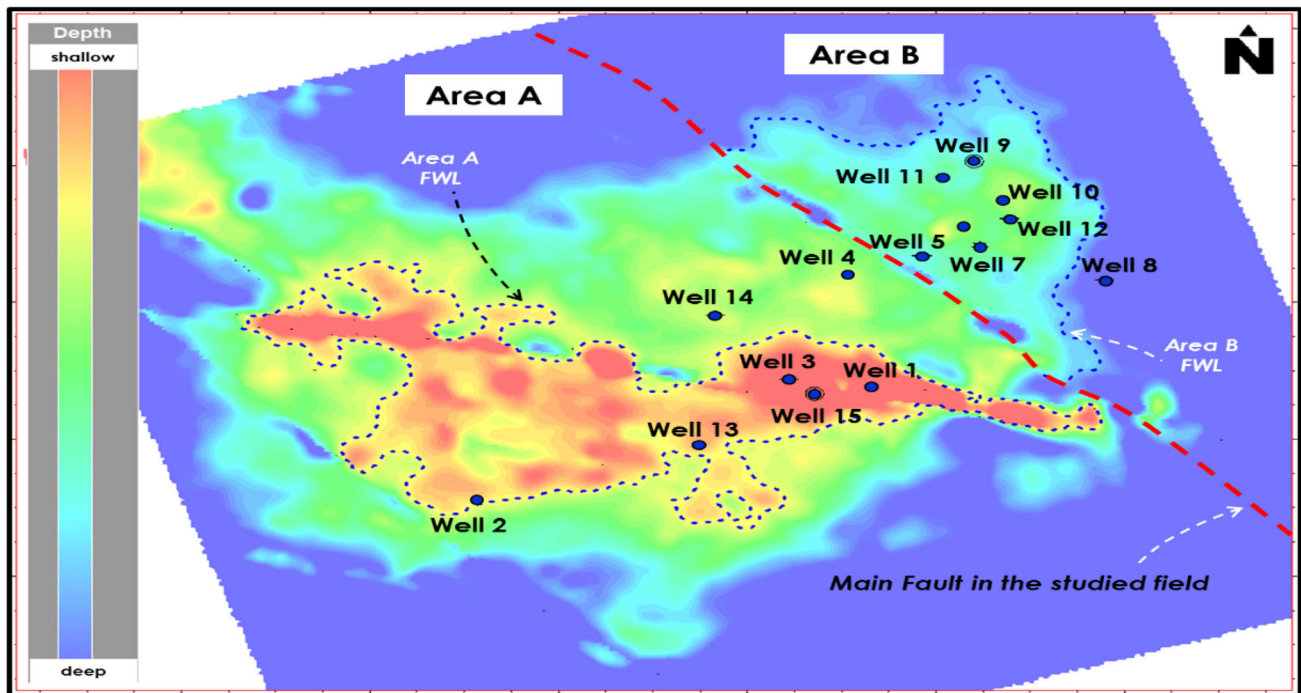 Depth
shallow
deep
Area A
Area B
N
Area A
FWL
Well 9
Well 11
Well 10
Well 12
Well 5
Well 7
Well 4
Well 8
Well 14
Area B
FWL
Well 3
Well 1
Well 15
Well 13
Well 2
Main Fault in the studied field